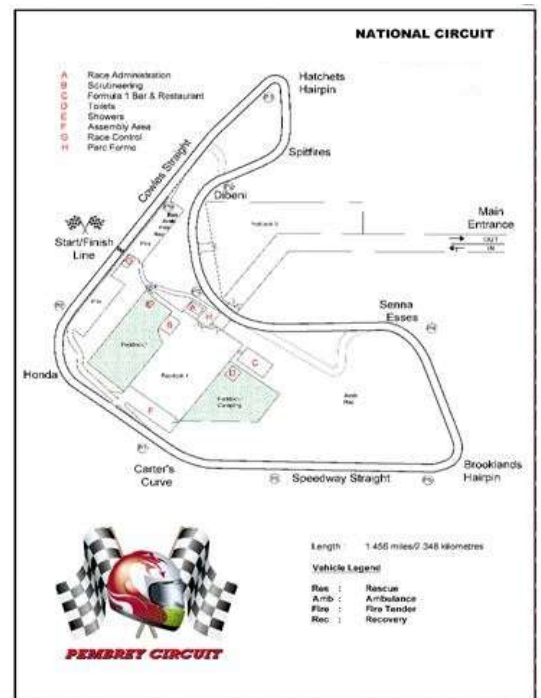 NATIONAL CIRCUIT
A Race Administration
B Scrutineering
C Formula 1 Bar & Restaurant
D Toilets
E Showers
F Assembly Area
G Race Control
H Parc Ferme
Hatchets
Hairpin
Spitfires
Cowles Straight
Dibeni
Main
Entrance
OUT
IN
Start/Finish
Line
Senna
Esses
Honda
B
H
C
D
F
Carter's
Curve
Speedway Straight
Brooklands
Hairpin
Length 1.456 miles/2.348 kilometres
Vehicle Legend
Res : Rescue
Amb : Ambulance
Fire : Fire Tender
Rec : Recovery
PEMBREY CIRCUIT